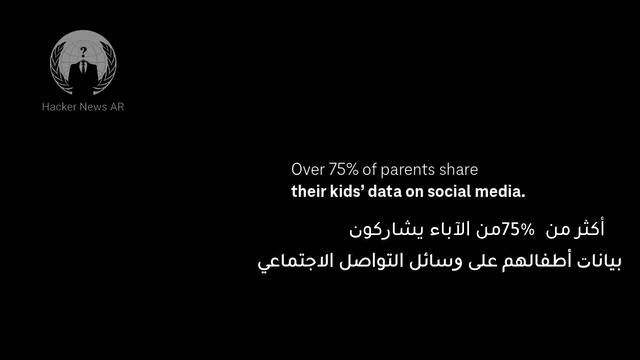 ?
Hacker News AR
Over 75% of parents share
their kids’ data on social media.
أكثر من 75%من الآباء يشاركون
بيانات أطفالهم على وسائل التواصل الاجتماعي